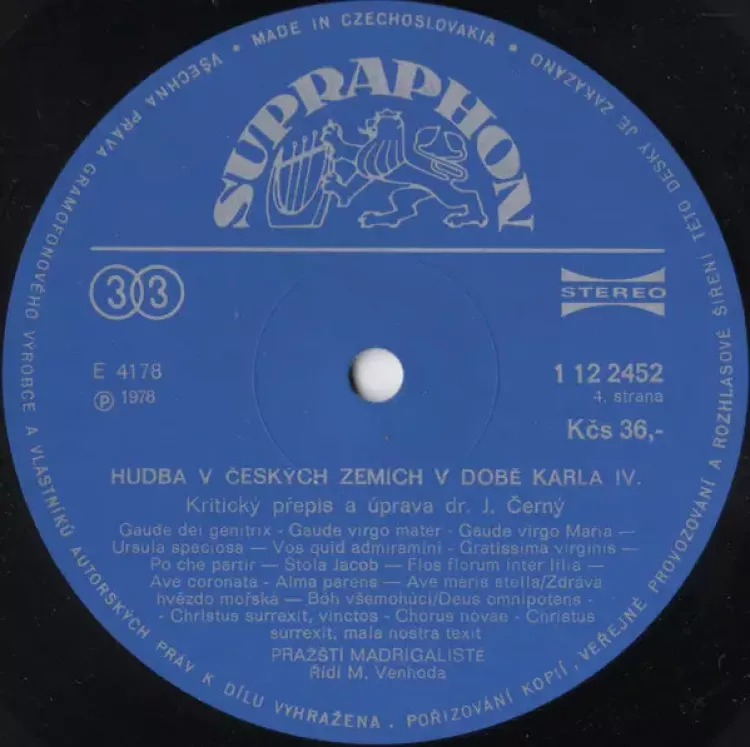 MADE IN CZECHOSLOVAKIA
SUPRAPHON
33
STEREO
E 4178
1 12 2452
Ⓟ 1978
4. strana
Kčs 36,-
HUDBA V ČESKÝCH ZEMÍCH V DOBĚ KARLA IV.
Kritický přepis a úprava dr. J. Černý
Gaude dei genitrix - Gaude virgo mater - Gaude virgo Maria —
Ursula speciosa — Vos quid admiramini - Gratissima virginis —
Po che partir — Stola Jacob — Flos florum inter lilia —
Ave coronata - Alma parens — Ave maris stella/Zdráva
hvězdo mořská — Bóh všemohúcí/Deus omnipotens -
- Christus surrexit, vinctos - Chorus novae - Christus
surrexit, mala nostra texit
PRAŽŠTÍ MADRIGALISTÉ
Řídí M. Venhoda
VŠECHNA PRÁVA GRAMOFONOVÉHO VÝROBCE A VLASTNÍKŮ AUTORSKÝCH PRÁV K DÍLU VYHRAŽENA. POŘIZOVÁNÍ KOPIÍ, VEŘEJNÉ PROVOZOVÁNÍ A ROZHLASOVÉ ŠÍŘENÍ TÉTO DESKY JE ZAKÁZÁNO